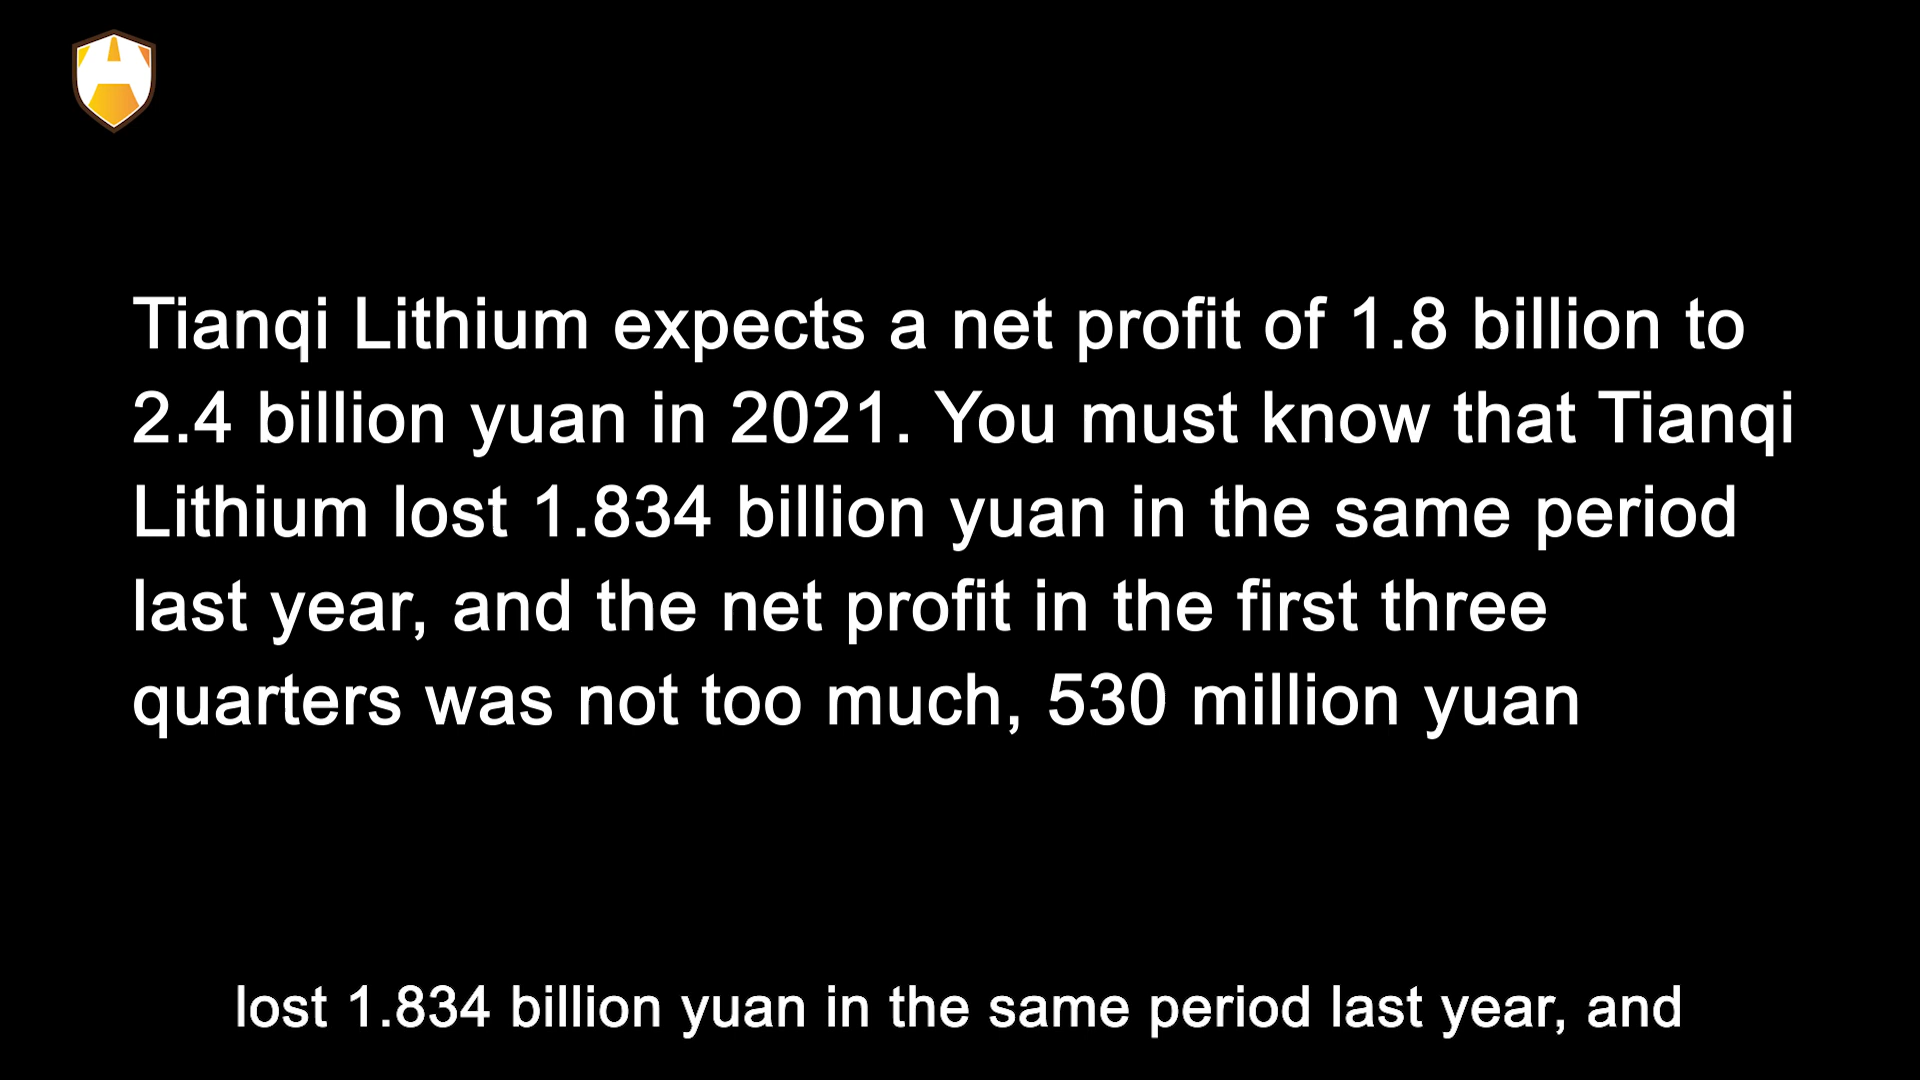 Tianqi Lithium expects a net profit of 1.8 billion to
2.4 billion yuan in 2021. You must know that Tianqi
Lithium lost 1.834 billion yuan in the same period
last year, and the net profit in the first three
quarters was not too much, 530 million yuan
lost 1.834 billion yuan in the same period last year, and